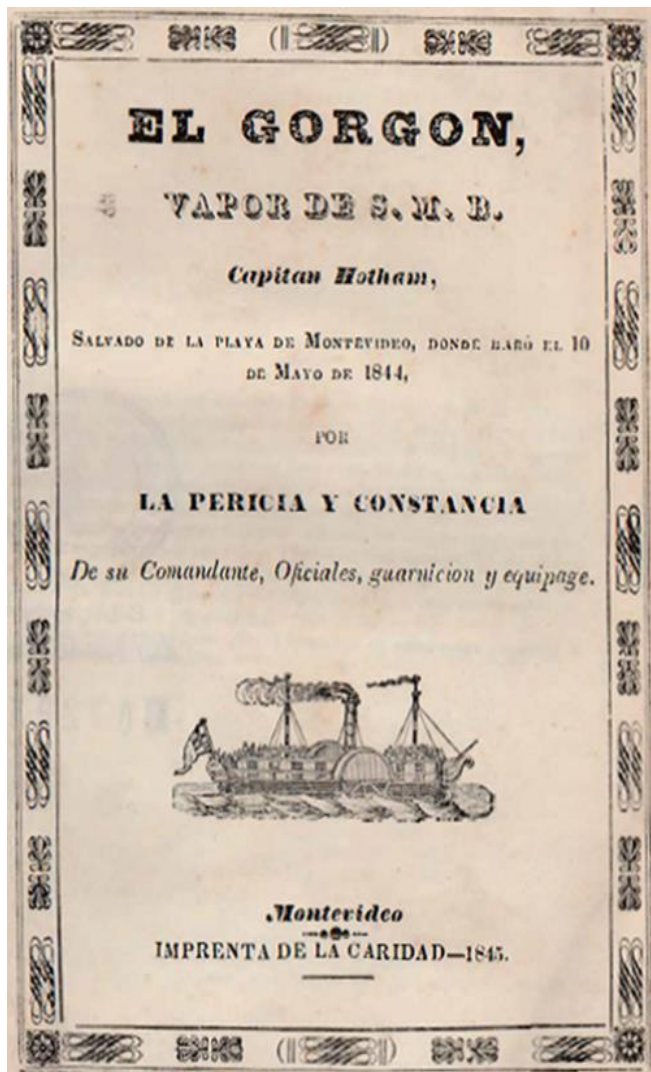 EL GORGON,
VAPOR DE S. M. B.
Capitan Hotham,
SALVADO DE LA PLAYA DE MONTEVIDEO, DONDE BARÓ EL 10
DE MAYO DE 1844,
POR
LA PERICIA Y CONSTANCIA
De su Comandante, Oficiales, guarnicion y equipage.
Montevideo
IMPRENTA DE LA CARIDAD—1845.